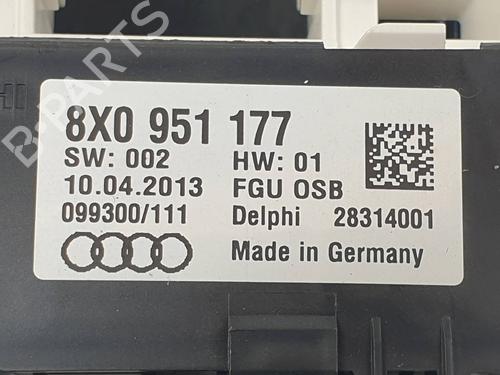 8X0 951 177
SW: 002 HW: 01
10.04.2013 FGU OSB
099300/111 Delphi 28314001
Made in Germany
B-PARTS